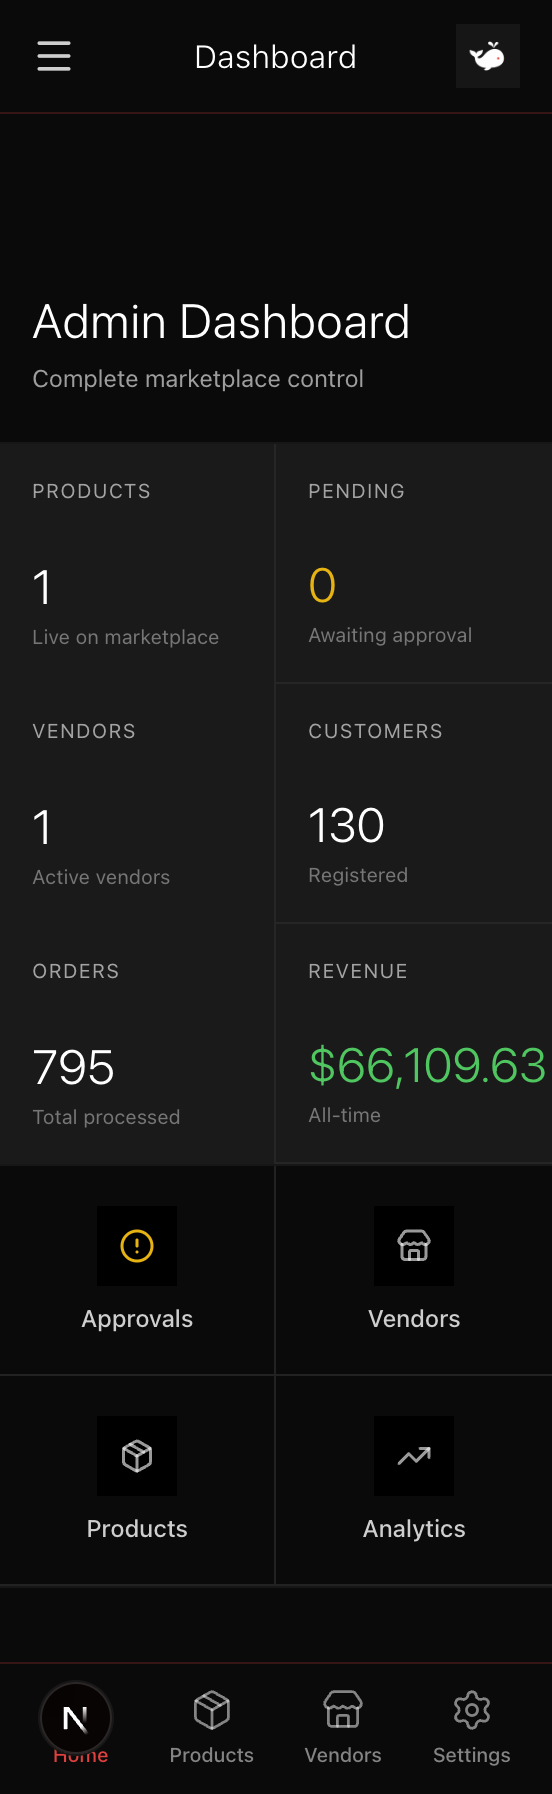 Dashboard
Admin Dashboard
Complete marketplace control
PRODUCTS
1
Live on marketplace
PENDING
0
Awaiting approval
VENDORS
1
Active vendors
CUSTOMERS
130
Registered
ORDERS
795
Total processed
REVENUE
$66,109.63
All-time
Approvals
Vendors
Products
Analytics
N
Home
Products
Vendors
Settings